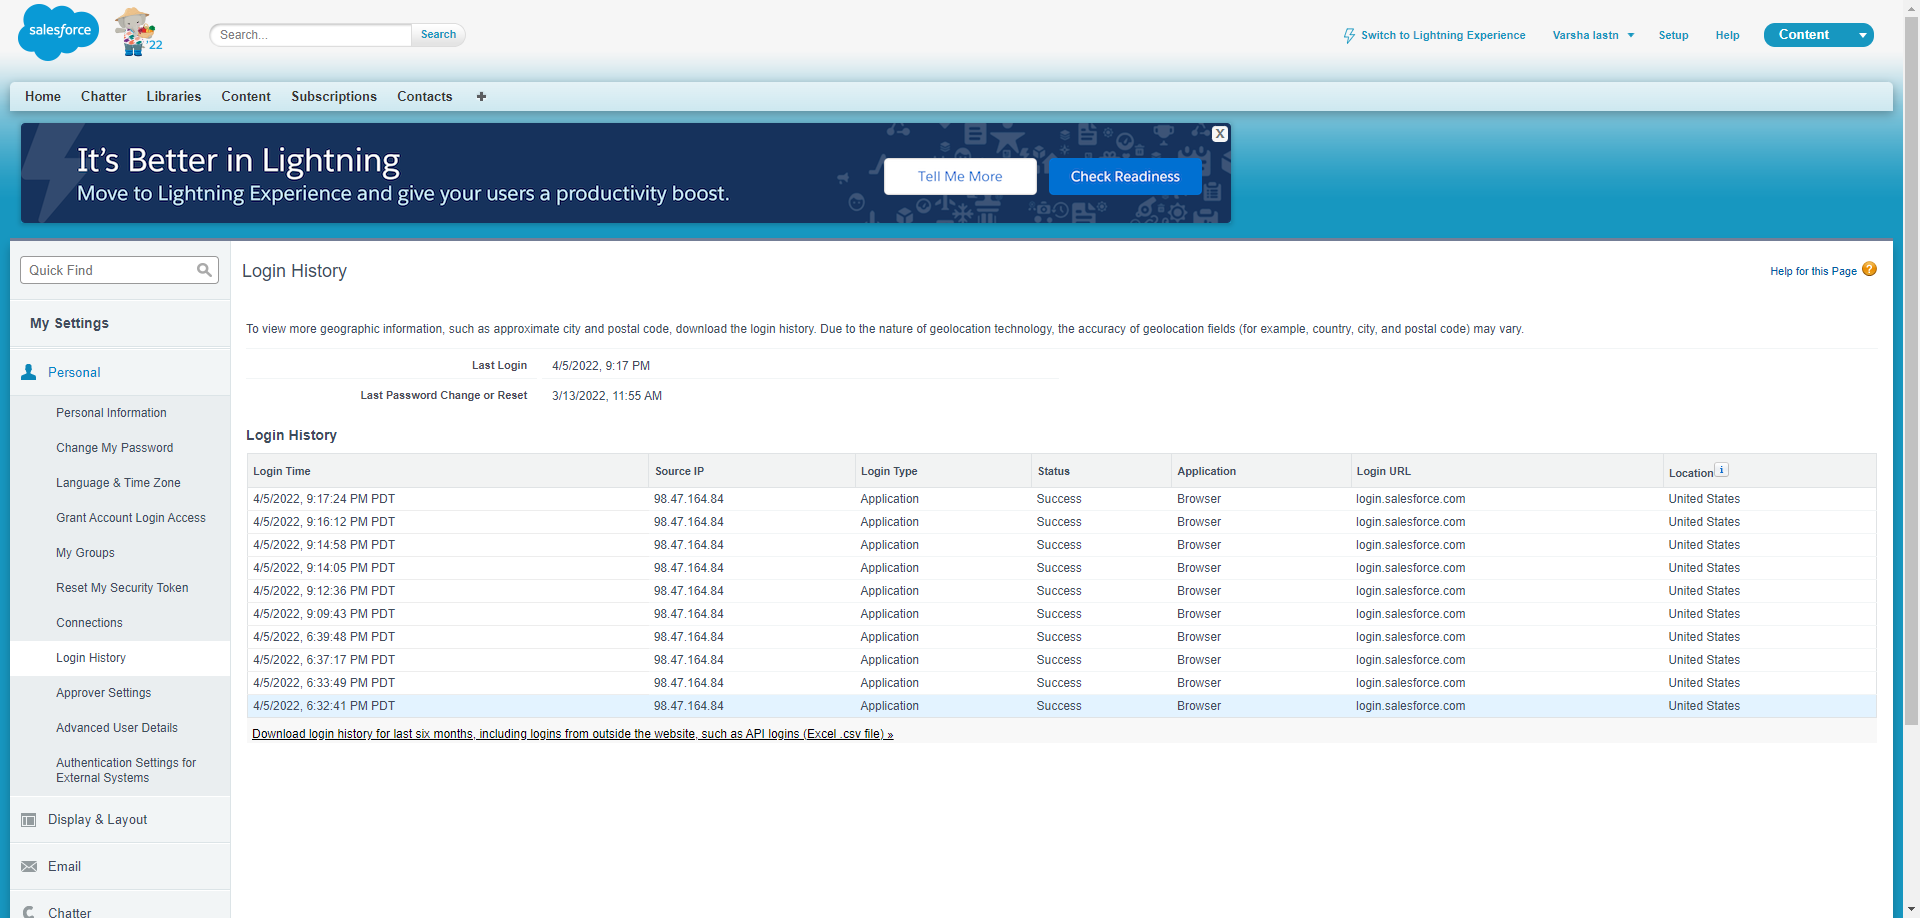 salesforce
'22
Search...
Search
Switch to Lightning Experience
Varsha lastn
Setup
Help
Content
Home
Chatter
Libraries
Content
Subscriptions
Contacts
+
It's Better in Lightning
Move to Lightning Experience and give your users a productivity boost.
Tell Me More
Check Readiness
X
Quick Find
My Settings
Personal
Personal Information
Change My Password
Language & Time Zone
Grant Account Login Access
My Groups
Reset My Security Token
Connections
Login History
Approver Settings
Advanced User Details
Authentication Settings for
External Systems
Display & Layout
Email
Chatter
Login History
Help for this Page ?
To view more geographic information, such as approximate city and postal code, download the login history. Due to the nature of geolocation technology, the accuracy of geolocation fields (for example, country, city, and postal code) may vary.
Last Login 4/5/2022, 9:17 PM
Last Password Change or Reset 3/13/2022, 11:55 AM
Login History
Login Time Source IP Login Type Status Application Login URL Location i
4/5/2022, 9:17:24 PM PDT 98.47.164.84 Application Success Browser login.salesforce.com United States
4/5/2022, 9:16:12 PM PDT 98.47.164.84 Application Success Browser login.salesforce.com United States
4/5/2022, 9:14:58 PM PDT 98.47.164.84 Application Success Browser login.salesforce.com United States
4/5/2022, 9:14:05 PM PDT 98.47.164.84 Application Success Browser login.salesforce.com United States
4/5/2022, 9:12:36 PM PDT 98.47.164.84 Application Success Browser login.salesforce.com United States
4/5/2022, 9:09:43 PM PDT 98.47.164.84 Application Success Browser login.salesforce.com United States
4/5/2022, 6:39:48 PM PDT 98.47.164.84 Application Success Browser login.salesforce.com United States
4/5/2022, 6:37:17 PM PDT 98.47.164.84 Application Success Browser login.salesforce.com United States
4/5/2022, 6:33:49 PM PDT 98.47.164.84 Application Success Browser login.salesforce.com United States
4/5/2022, 6:32:41 PM PDT 98.47.164.84 Application Success Browser login.salesforce.com United States
Download login history for last six months, including logins from outside the website, such as API logins (Excel .csv file) »